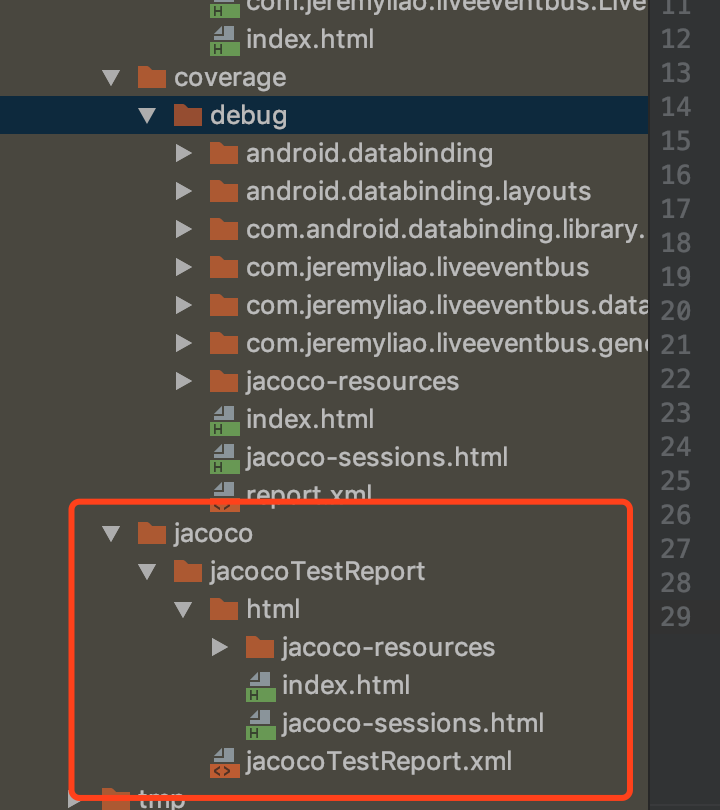 com.jeremyliao.liveeventbus.Live
index.html
coverage
debug
android.databinding
android.databinding.layouts
com.android.databinding.library.
com.jeremyliao.liveeventbus
com.jeremyliao.liveeventbus.data
com.jeremyliao.liveeventbus.gene
jacoco-resources
index.html
jacoco-sessions.html
report.xml
jacoco
jacocoTestReport
html
jacoco-resources
index.html
jacoco-sessions.html
jacocoTestReport.xml
tmp
11
12
13
14
15
16
17
18
19
20
21
22
23
24
25
26
27
28
29